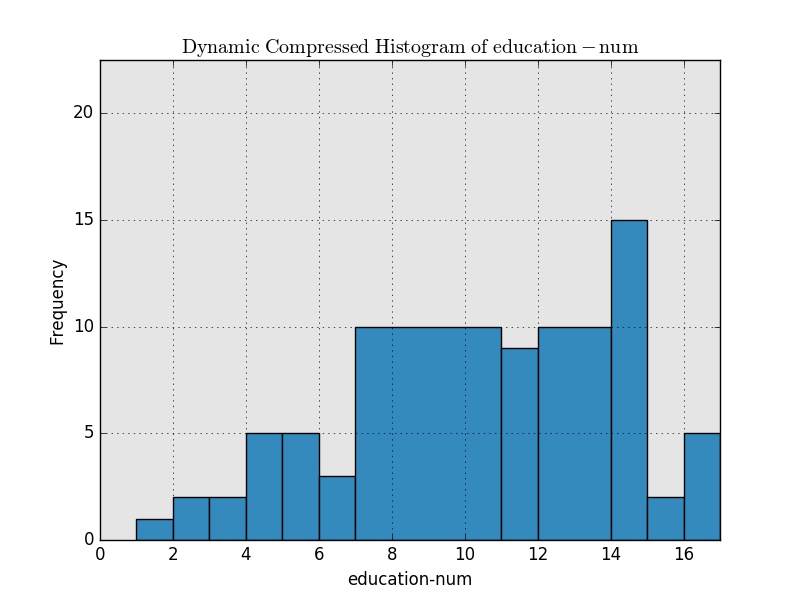 Dynamic Compressed Histogram of education − num
20
15
10
5
0
Frequency
0 2 4 6 8 10 12 14 16
education-num